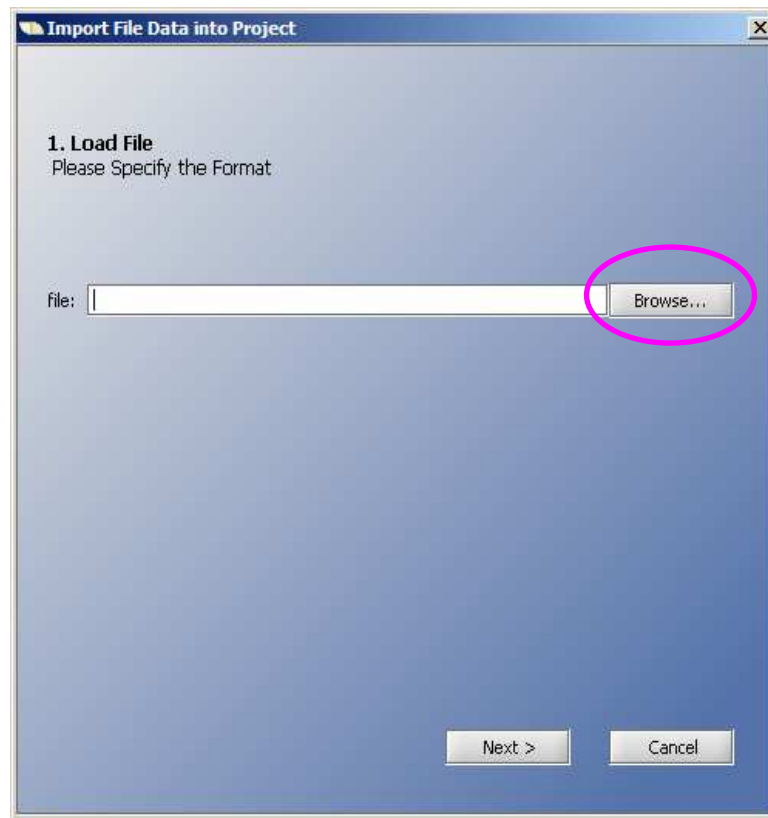 Import File Data into Project
1. Load File
Please Specify the Format
file:
Browse...
Next >
Cancel